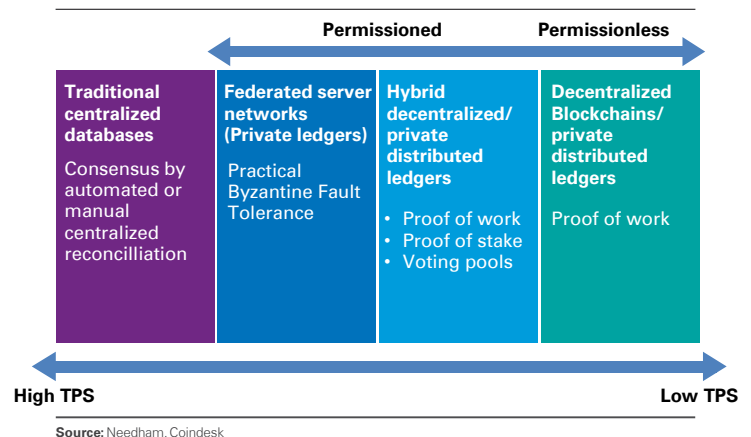 Permissioned
Permissionless
Traditional
centralized
databases
Consensus by
automated or
manual
centralized
reconcilliation
Federated server
networks
(Private ledgers)
Practical
Byzantine Fault
Tolerance
Hybrid
decentralized/
private
distributed
ledgers
• Proof of work
• Proof of stake
• Voting pools
Decentralized
Blockchains/
private
distributed
ledgers
Proof of work
High TPS
Low TPS
Source: Needham, Coindesk